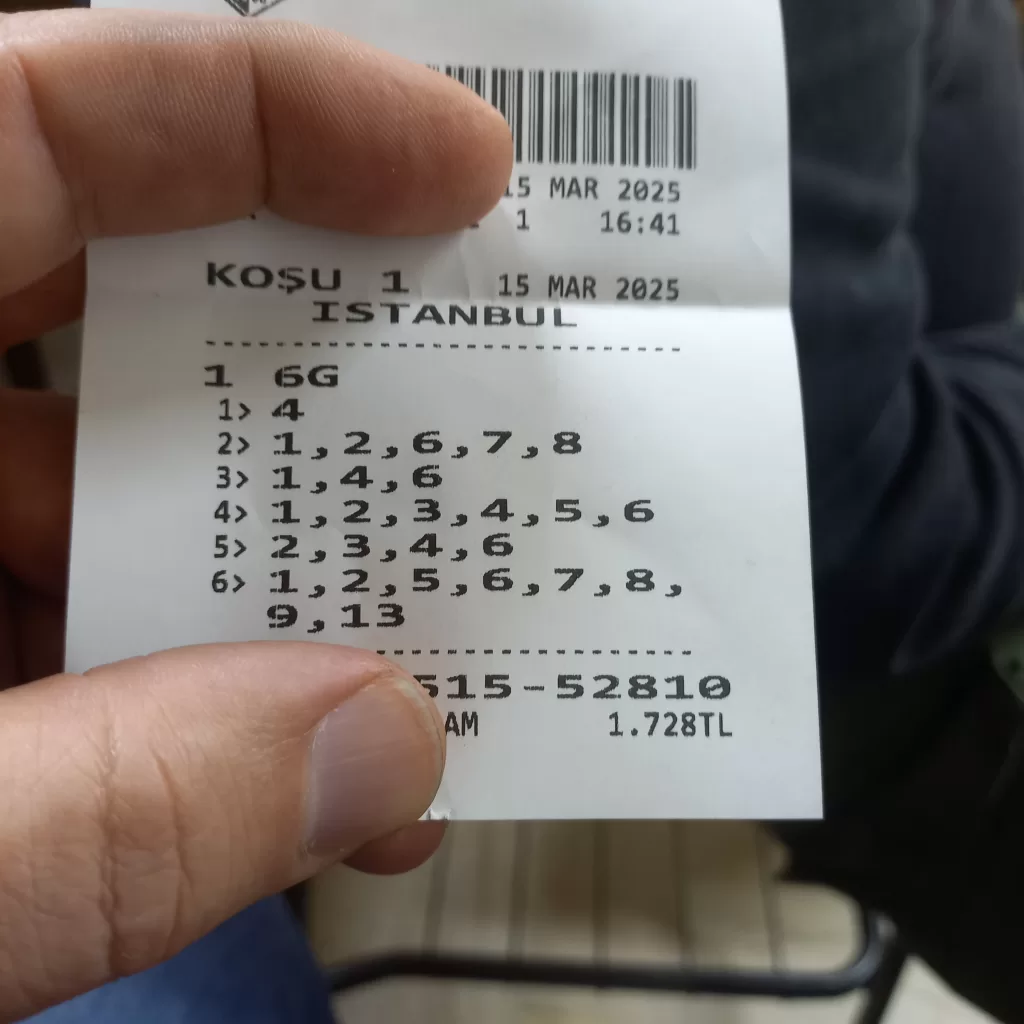 15 MAR 2025
1 16:41
KOŞU 1 15 MAR 2025
ISTANBUL
1 6G
1> 4
2> 1,2,6,7,8
3> 1,4,6
4> 1,2,3,4,5,6
5> 2,3,4,6
6> 1,2,5,6,7,8,
9,13
515-52810
AM 1.728TL